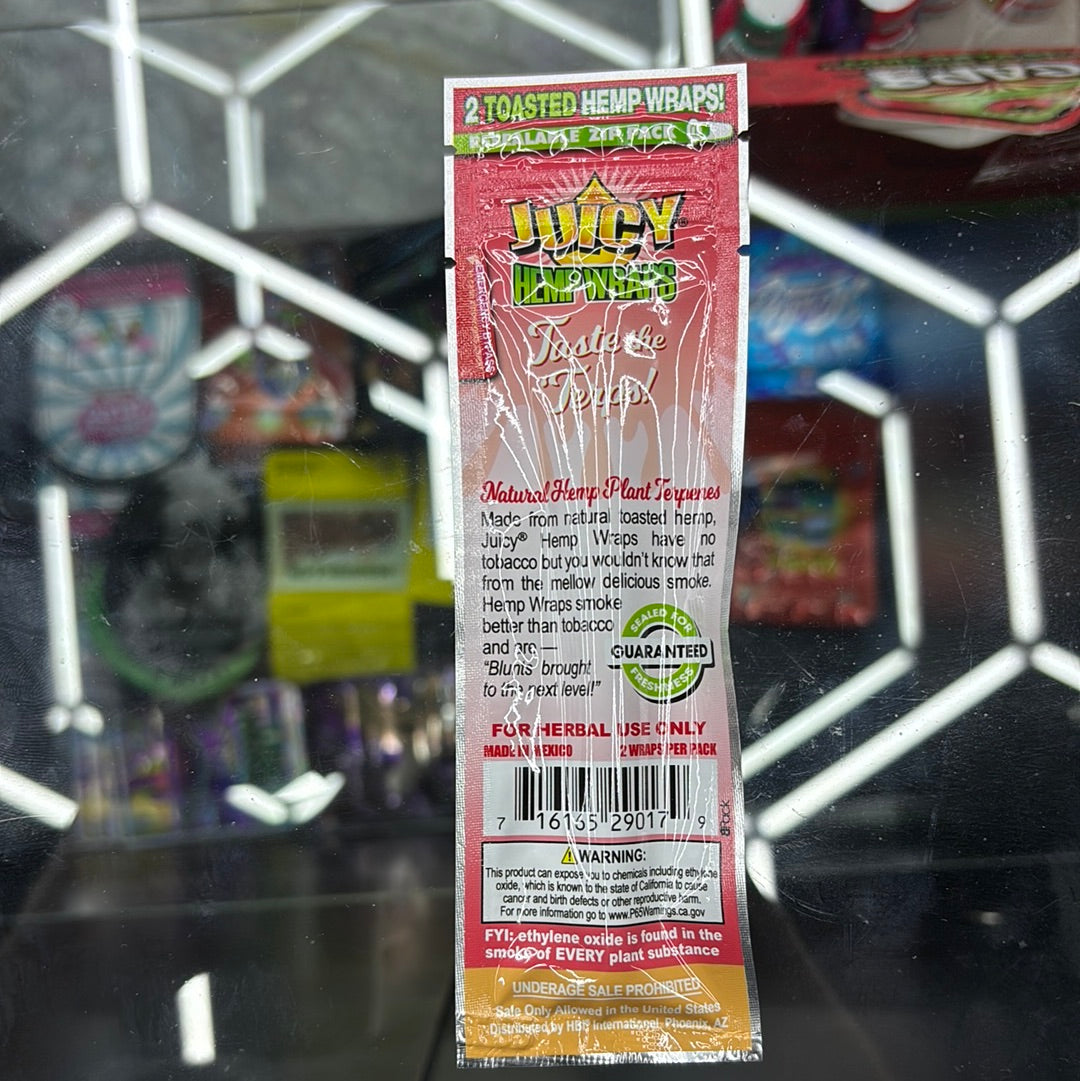 2 TOASTED HEMP WRAPS!
JUICY®
HEMP WRAPS
EMERGENCY BYPASS
Taste the
Terps!
Natural Hemp Plant Terpenes
Made from natural toasted hemp,
Juicy® Hemp Wraps have no
tobacco but you wouldn't know that
from the mellow delicious smoke.
Hemp Wraps smoke
better than tobacco
and are —
"Blunts brought
to the next level!"
SEALED FOR
GUARANTEED
FRESHNESS
FOR HERBAL USE ONLY
MADE IN MEXICO 2 WRAPS PER PACK
7 16165 29017 9
⚠WARNING:
This product can expose you to chemicals including ethylene
oxide, which is known to the state of California to cause
cancer and birth defects or other reproductive harm.
For more information go to www.P65Warnings.ca.gov
FYI: ethylene oxide is found in the
smoke of EVERY plant substance
UNDERAGE SALE PROHIBITED
Sale Only Allowed in the United States
Distributed by HBI International, Phoenix, AZ